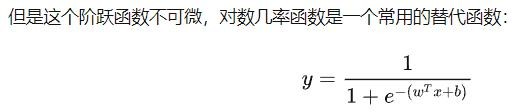 但是这个阶跃函数不可微，对数几率函数是一个常用的替代函数：
y = \frac{1}{1 + e^{-(w^T x + b)}}